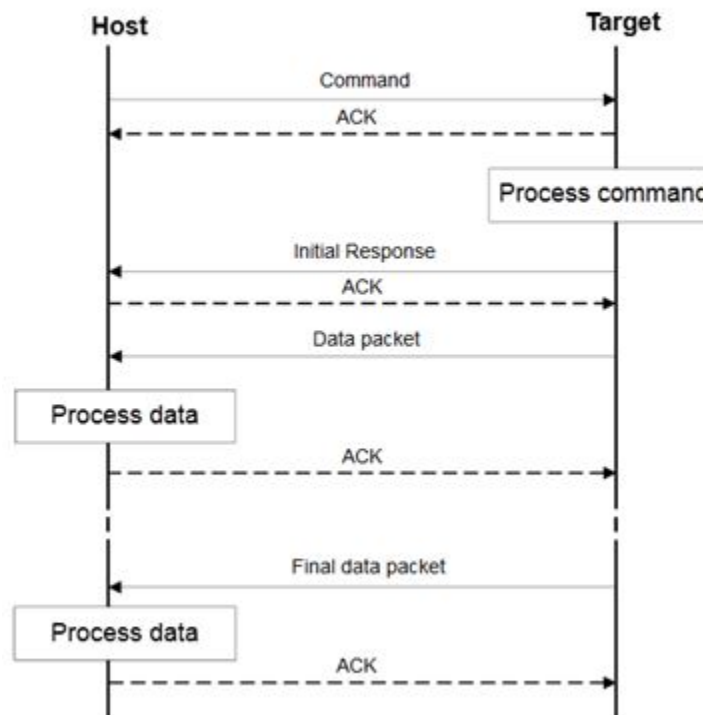 Host
Target
Command
ACK
Process command
Initial Response
ACK
Data packet
Process data
ACK
Final data packet
Process data
ACK